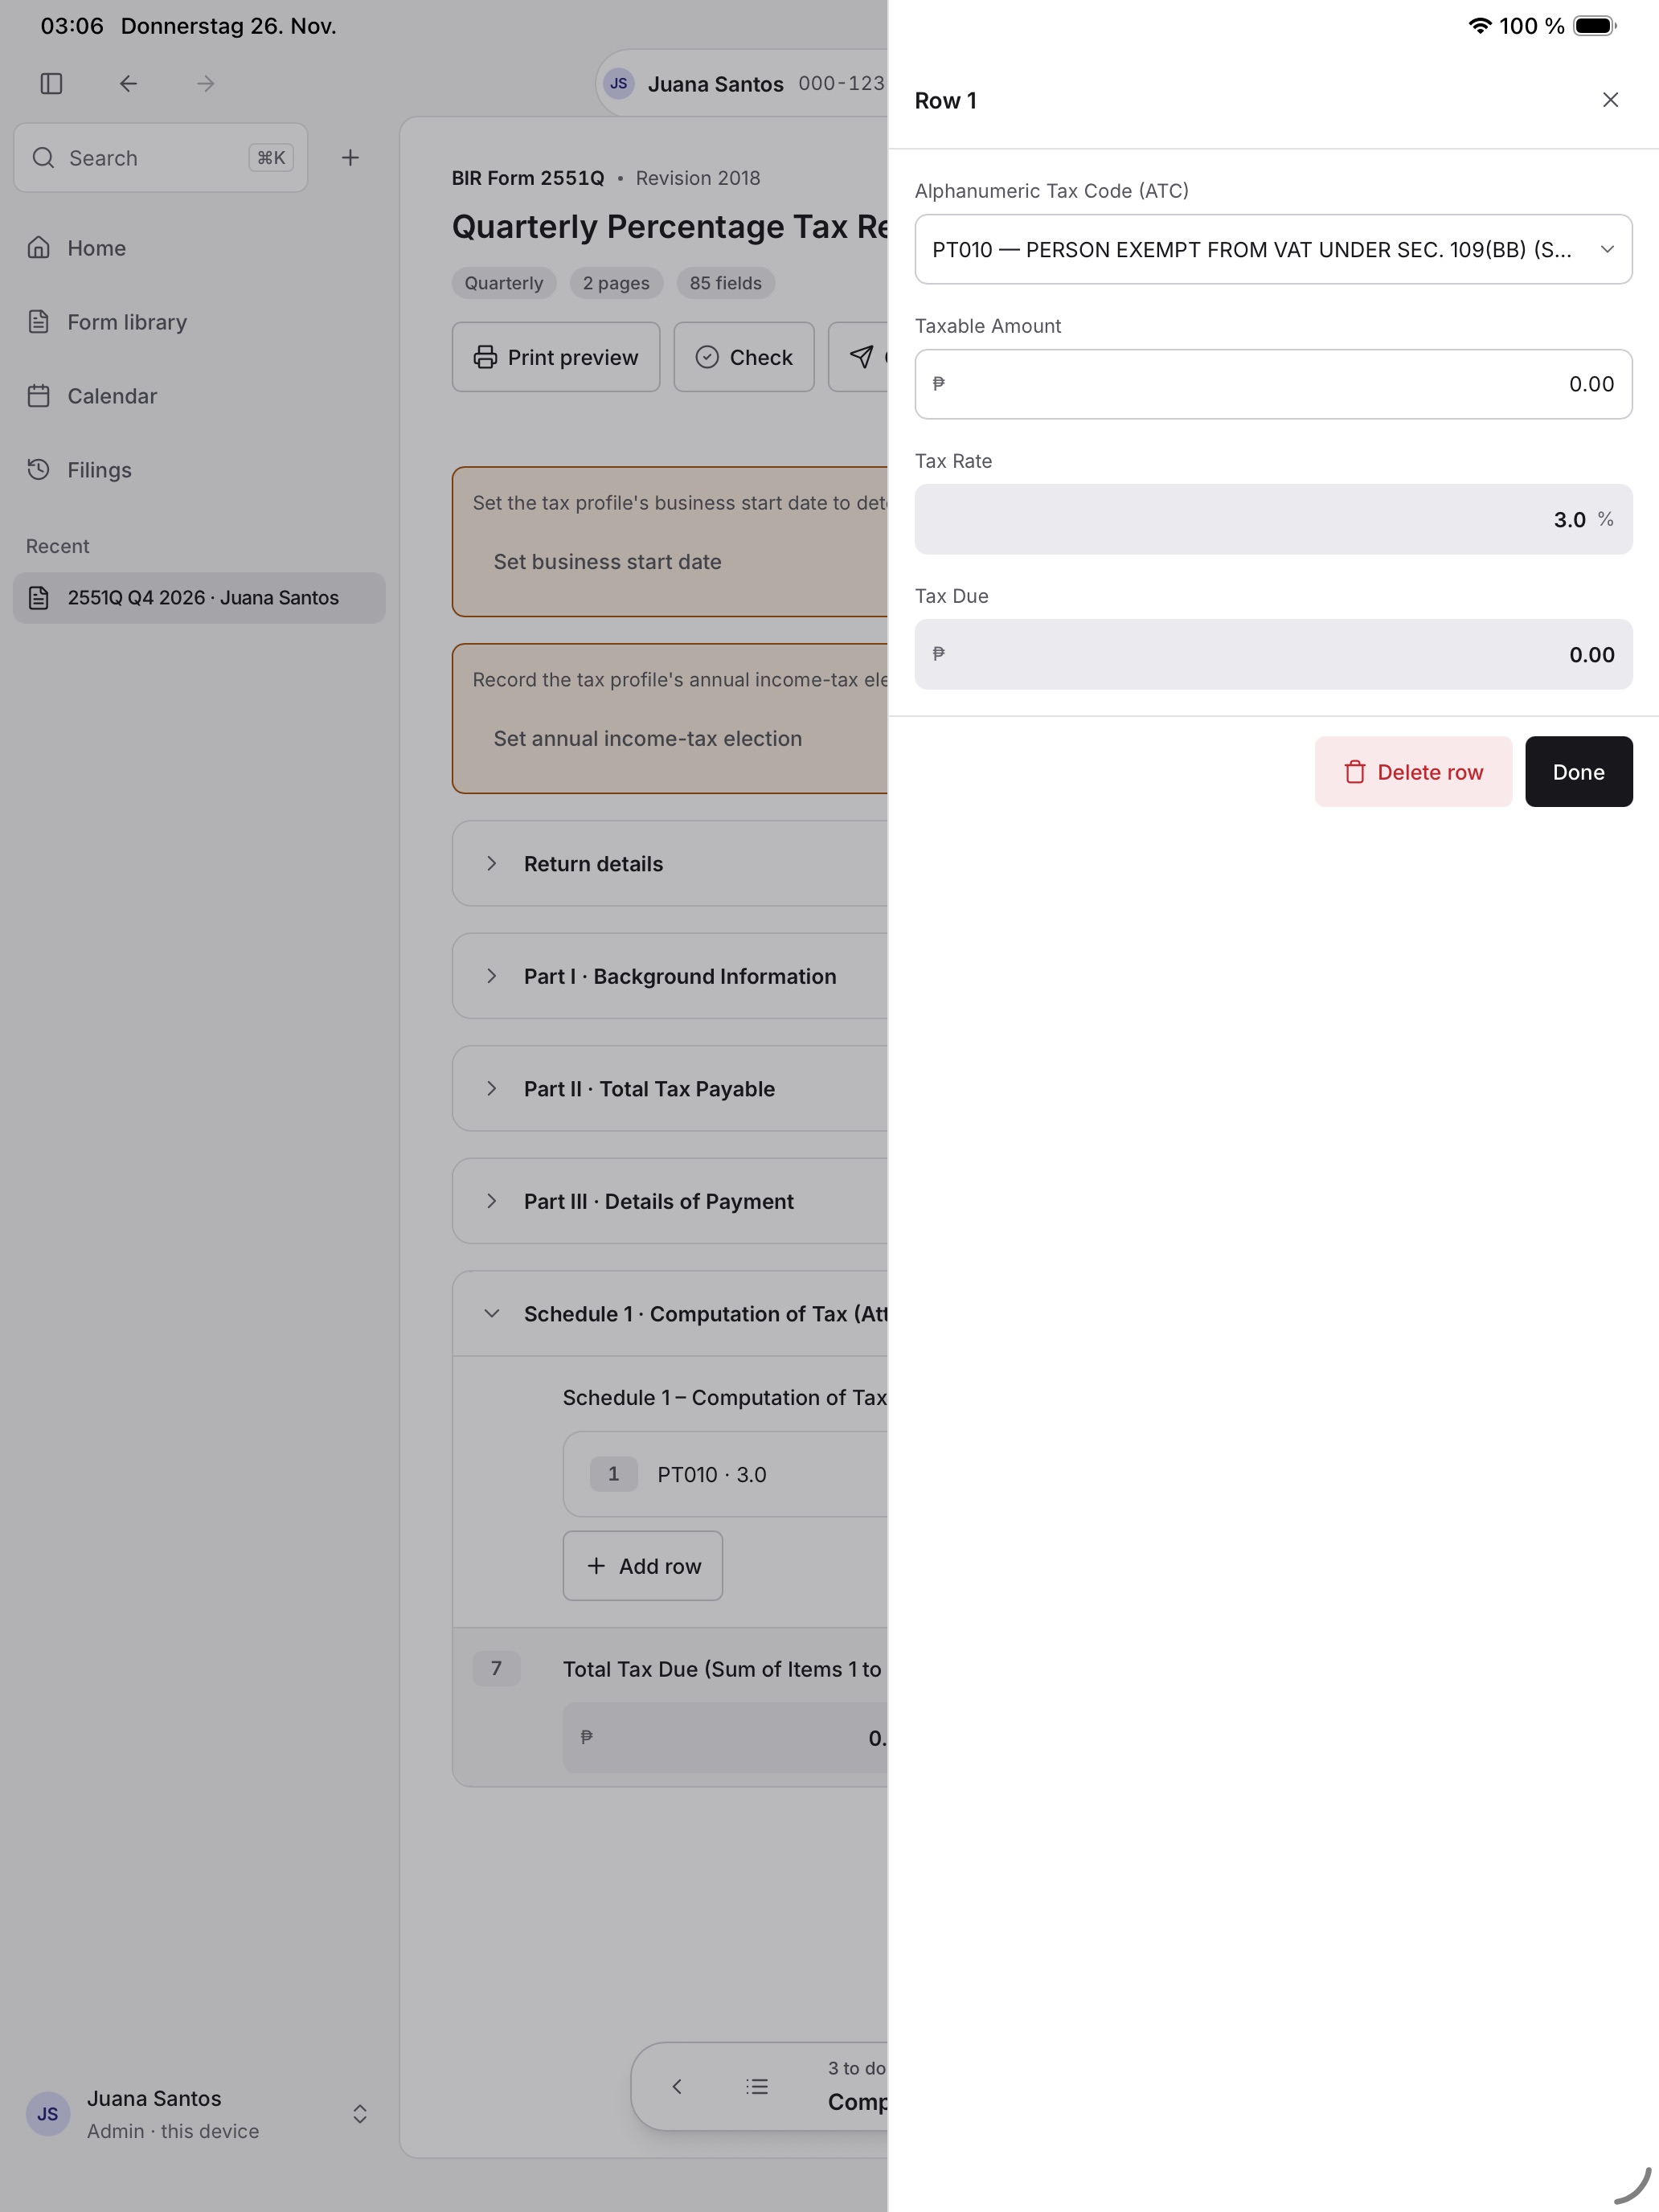 03:06 Donnerstag 26. Nov.
100 %
JS Juana Santos 000-123
Search ⌘K
Home
Form library
Calendar
Filings
Recent
2551Q Q4 2026 · Juana Santos
BIR Form 2551Q • Revision 2018
Quarterly Percentage Tax Re
Quarterly 2 pages 85 fields
Print preview Check
Set the tax profile's business start date to dete
Set business start date
Record the tax profile's annual income-tax ele
Set annual income-tax election
Return details
Part I · Background Information
Part II · Total Tax Payable
Part III · Details of Payment
Schedule 1 · Computation of Tax (Att
Schedule 1 – Computation of Tax
1 PT010 · 3.0
Add row
7 Total Tax Due (Sum of Items 1 to
₱ 0.
3 to do
Comp
JS Juana Santos
Admin · this device
Row 1
Alphanumeric Tax Code (ATC)
PT010 — PERSON EXEMPT FROM VAT UNDER SEC. 109(BB) (S...
Taxable Amount
₱ 0.00
Tax Rate
3.0 %
Tax Due
₱ 0.00
Delete row Done